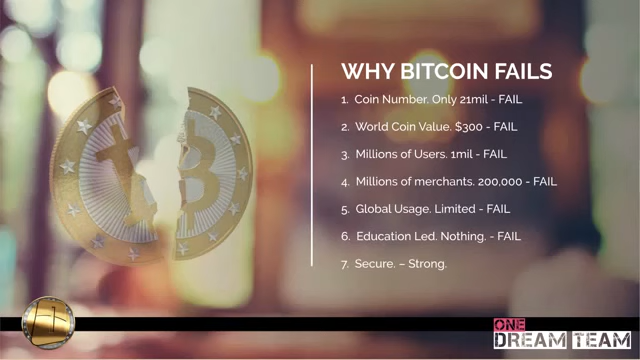 WHY BITCOIN FAILS
1. Coin Number. Only 21mil - FAIL
2. World Coin Value. $300 - FAIL
3. Millions of Users. 1mil - FAIL
4. Millions of merchants. 200,000 - FAIL
5. Global Usage. Limited - FAIL
6. Education Led. Nothing. - FAIL
7. Secure. – Strong.
ONE
DREAM TEAM